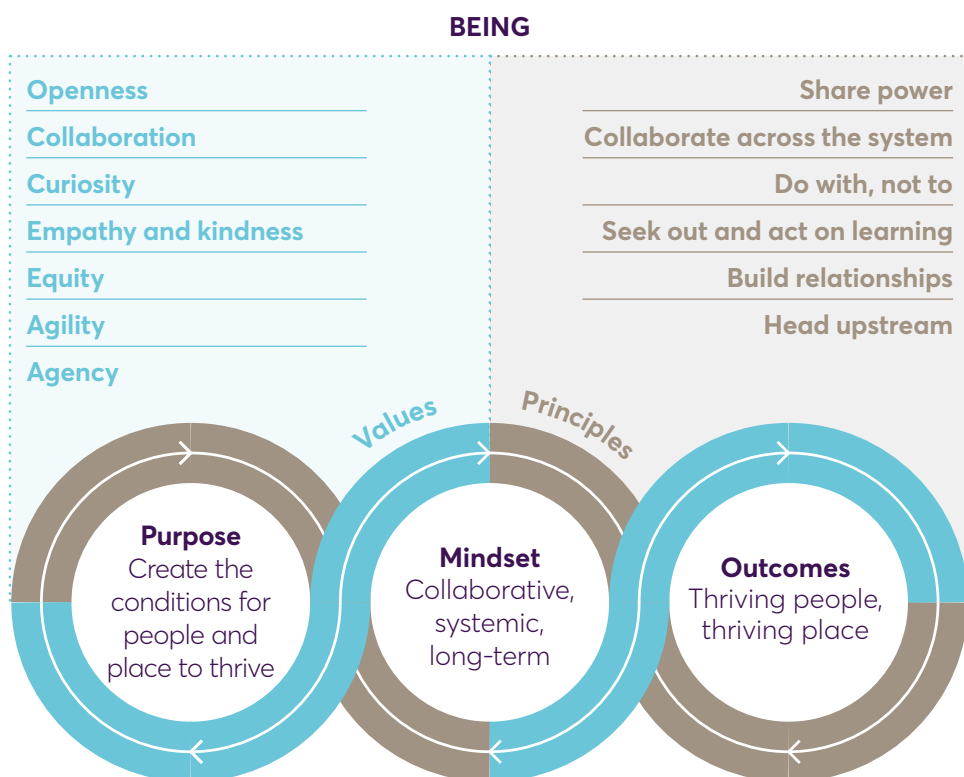 BEING
Openness
Collaboration
Curiosity
Empathy and kindness
Equity
Agility
Agency
Share power
Collaborate across the system
Do with, not to
Seek out and act on learning
Build relationships
Head upstream
Values
Principles
Purpose
Create the
conditions for
people and
place to thrive
Mindset
Collaborative,
systemic,
long-term
Outcomes
Thriving people,
thriving place